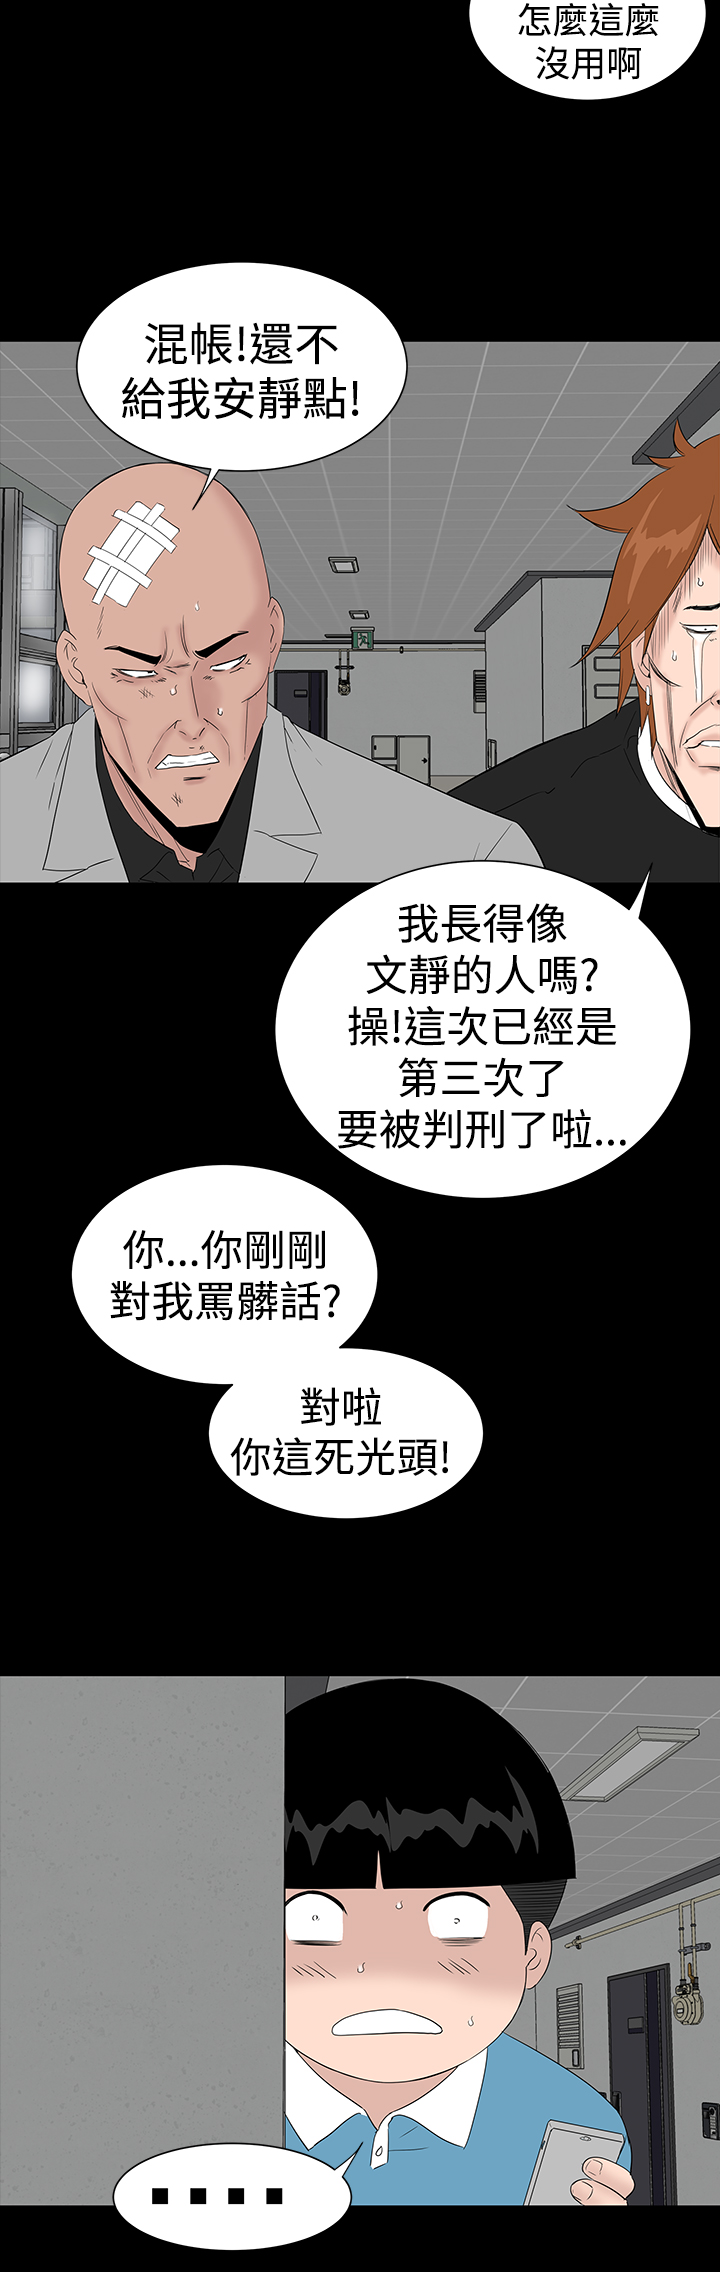 怎麼這麼
沒用啊
混帳!還不
給我安靜點!
我長得像
文靜的人嗎?
操!這次已經是
第三次了
要被判刑了啦...
你...你剛剛
對我罵髒話?
對啦
你這死光頭!
....